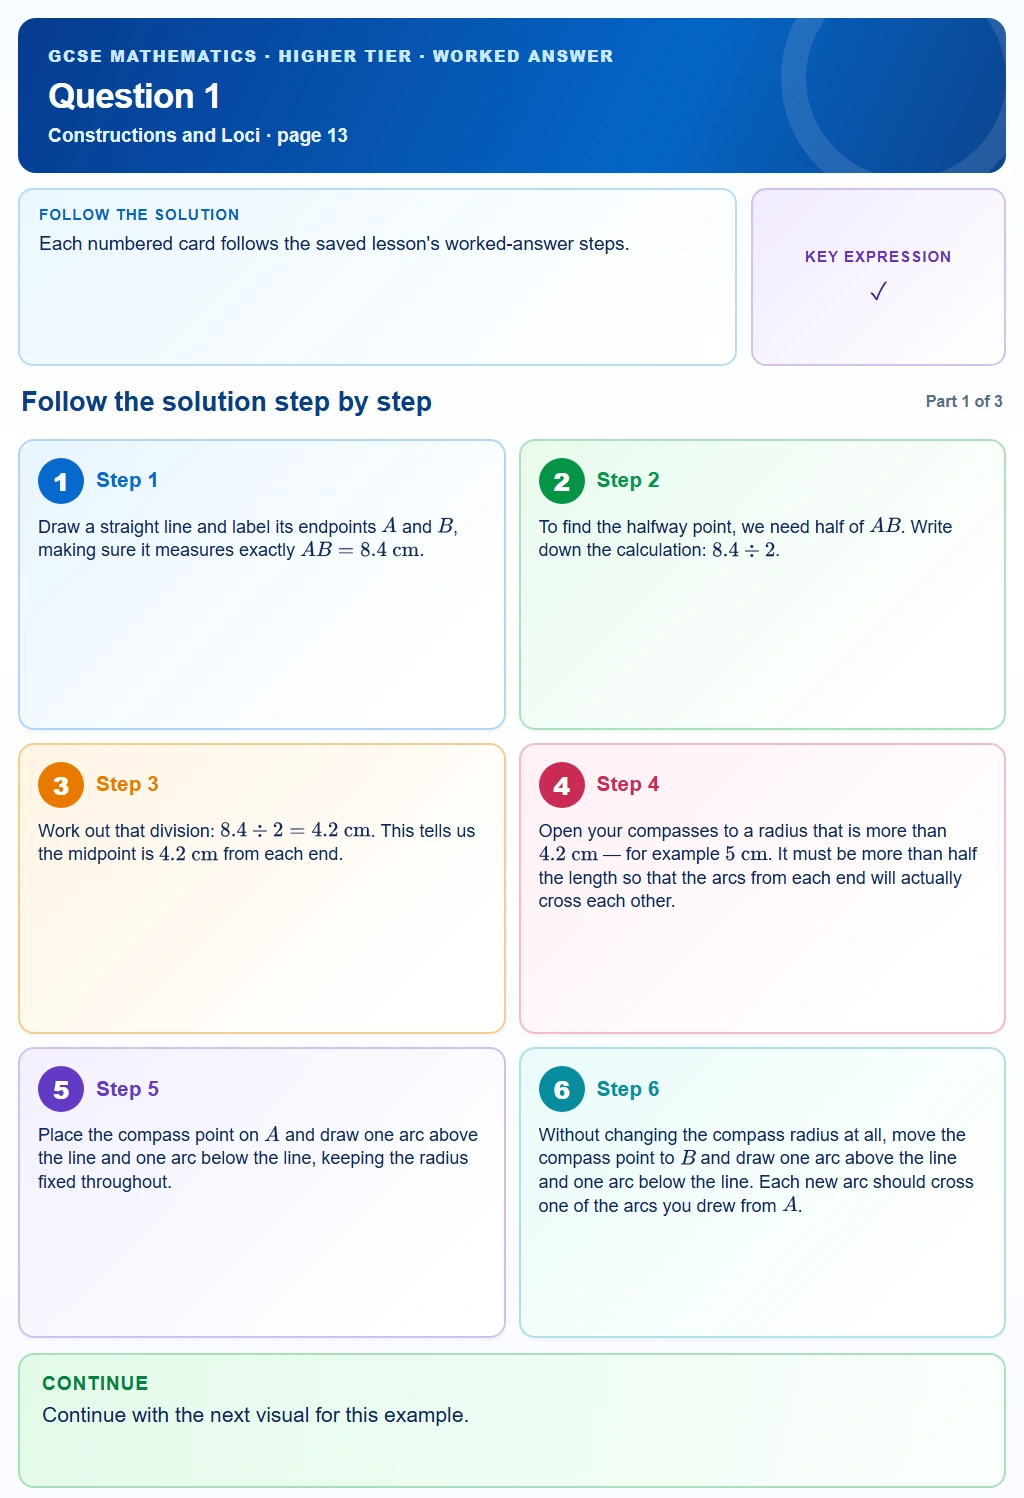 GCSE MATHEMATICS · HIGHER TIER · WORKED ANSWER
Question 1
Constructions and Loci · page 13
FOLLOW THE SOLUTION
Each numbered card follows the saved lesson's worked-answer steps.
KEY EXPRESSION
✓
Follow the solution step by step
Part 1 of 3
1 Step 1
Draw a straight line and label its endpoints A and B,
making sure it measures exactly AB = 8.4 cm.
2 Step 2
To find the halfway point, we need half of AB. Write
down the calculation: 8.4 ÷ 2.
3 Step 3
Work out that division: 8.4 ÷ 2 = 4.2 cm. This tells us
the midpoint is 4.2 cm from each end.
4 Step 4
Open your compasses to a radius that is more than
4.2 cm — for example 5 cm. It must be more than half
the length so that the arcs from each end will actually
cross each other.
5 Step 5
Place the compass point on A and draw one arc above
the line and one arc below the line, keeping the radius
fixed throughout.
6 Step 6
Without changing the compass radius at all, move the
compass point to B and draw one arc above the line
and one arc below the line. Each new arc should cross
one of the arcs you drew from A.
CONTINUE
Continue with the next visual for this example.